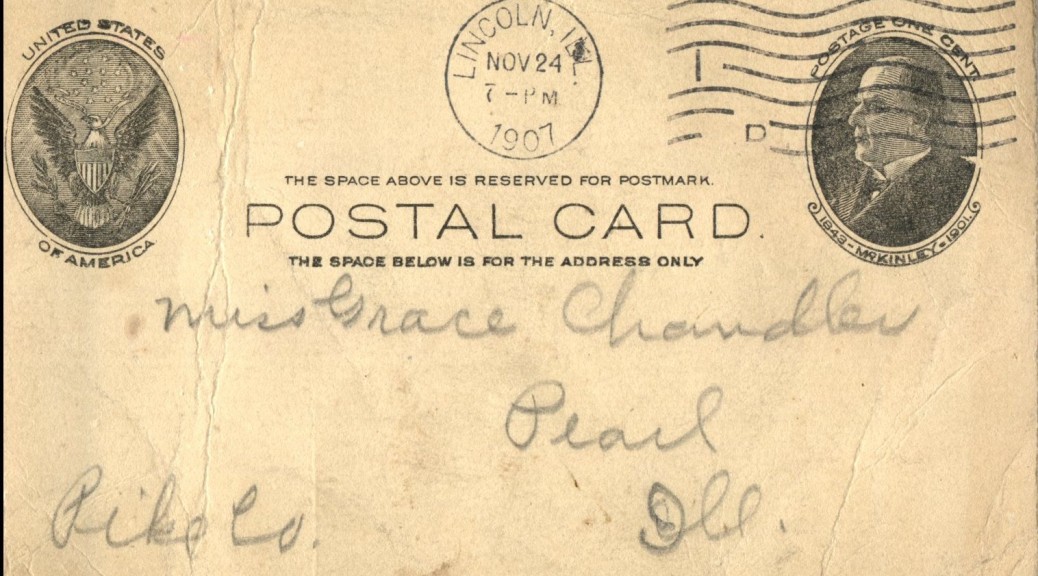 UNITED STATES
OF AMERICA
LINCOLN, ILL.
NOV 24
7 - PM
1907
D
POSTAGE ONE CENT.
1843 - McKINLEY - 1901.
THE SPACE ABOVE IS RESERVED FOR POSTMARK.
POSTAL CARD.
THE SPACE BELOW IS FOR THE ADDRESS ONLY
Miss Grace Chandler
Pearl
Pike Co. Ill.